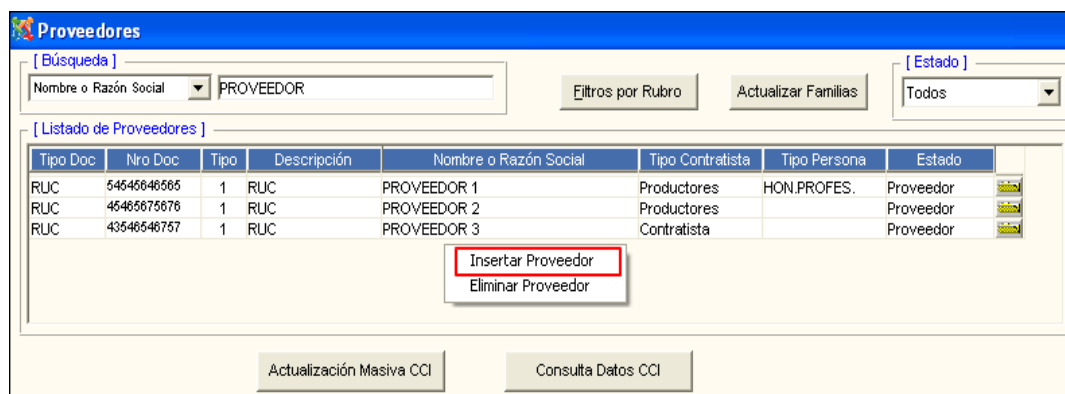 Proveedores
[ Búsqueda ]
[ Estado ]
Nombre o Razón Social PROVEEDOR Filtros por Rubro Actualizar Familias Todos
[ Listado de Proveedores ]
Tipo Doc Nro Doc Tipo Descripción Nombre o Razón Social Tipo Contratista Tipo Persona Estado
RUC 54545646565 1 RUC PROVEEDOR 1 Productores HON.PROFES. Proveedor
RUC 45465675676 1 RUC PROVEEDOR 2 Productores Proveedor
RUC 43546546757 1 RUC PROVEEDOR 3 Contratista Proveedor
Insertar Proveedor
Eliminar Proveedor
Actualización Masiva CCI Consulta Datos CCI